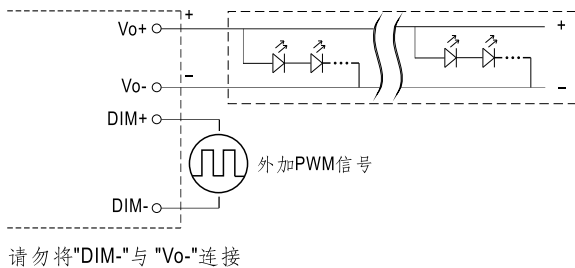 Vo+
+
+
Vo-
−
−
DIM+
外加PWM信号
DIM-
请勿将"DIM-"与 "Vo-"连接